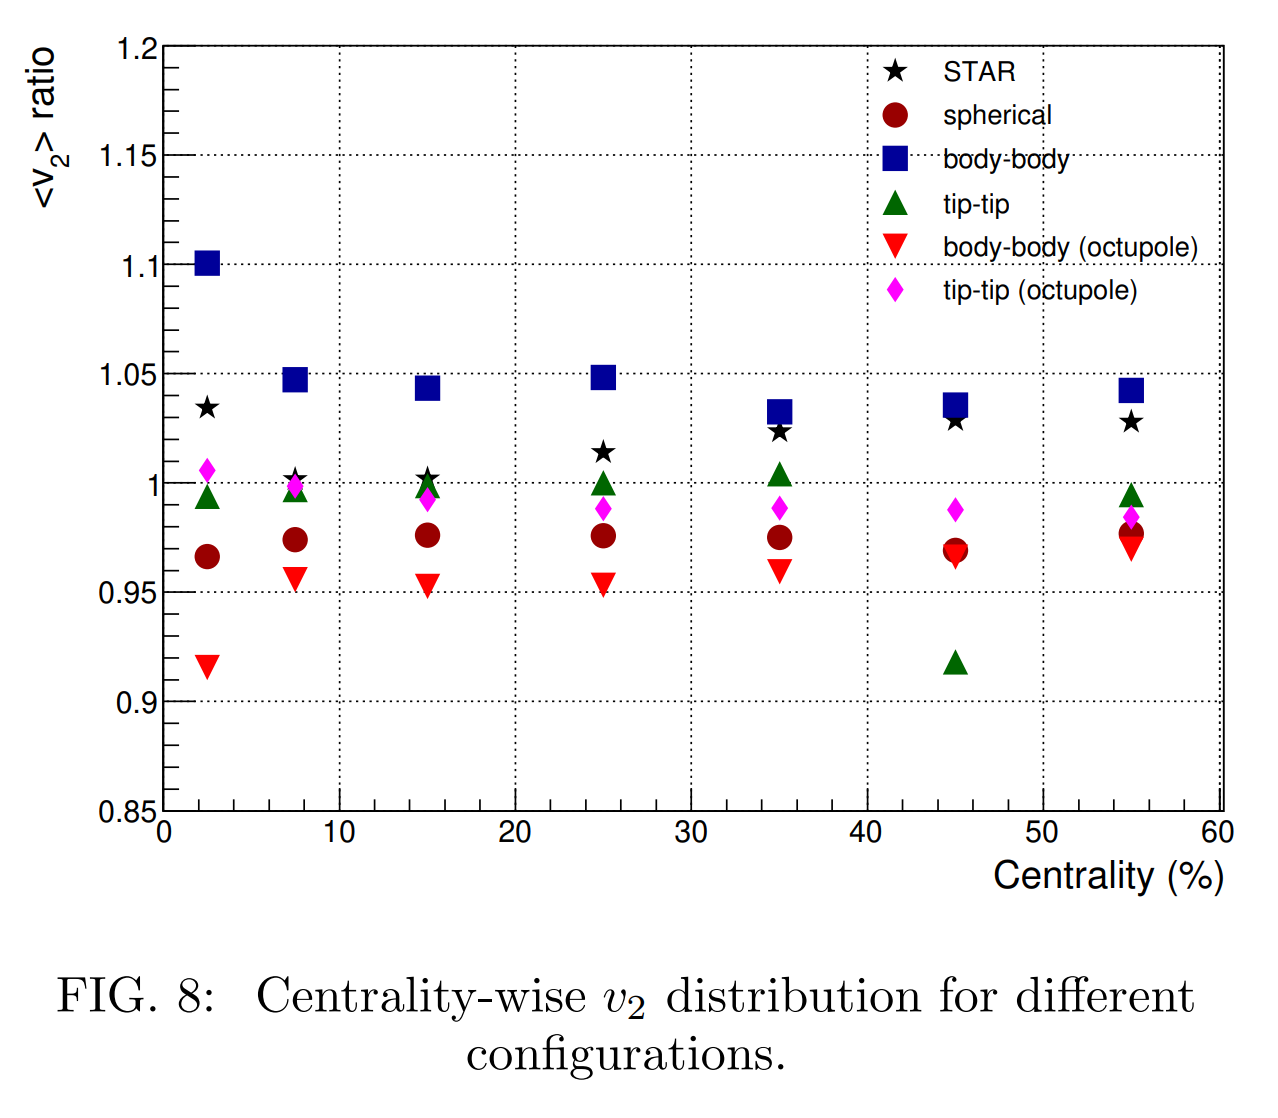 <v2> ratio
1.2
1.15
1.1
1.05
1
0.95
0.9
0.85
STAR
spherical
body-body
tip-tip
body-body (octupole)
tip-tip (octupole)
0 10 20 30 40 50 60
Centrality (%)
FIG. 8: Centrality-wise v2 distribution for different
configurations.